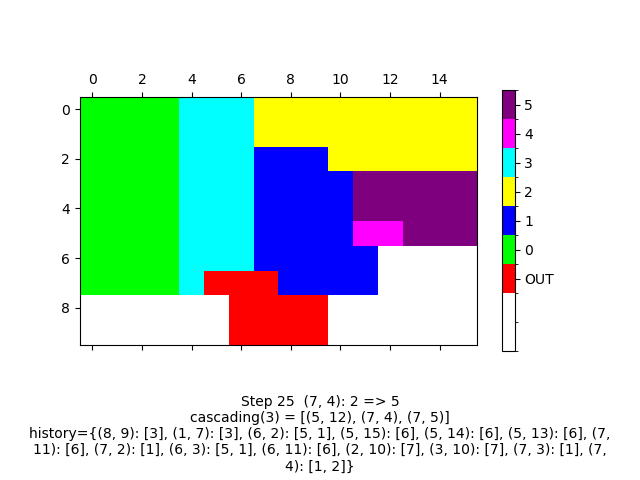 0 2 4 6 8 10 12 14
0
2
4
6
8
5
4
3
2
1
0
OUT
Step 25  (7, 4): 2 => 5
cascading(3) = [(5, 12), (7, 4), (7, 5)]
history={(8, 9): [3], (1, 7): [3], (6, 2): [5, 1], (5, 15): [6], (5, 14): [6], (5, 13): [6], (7,
11): [6], (7, 2): [1], (6, 3): [5, 1], (6, 11): [6], (2, 10): [7], (3, 10): [7], (7, 3): [1], (7,
4): [1, 2]}